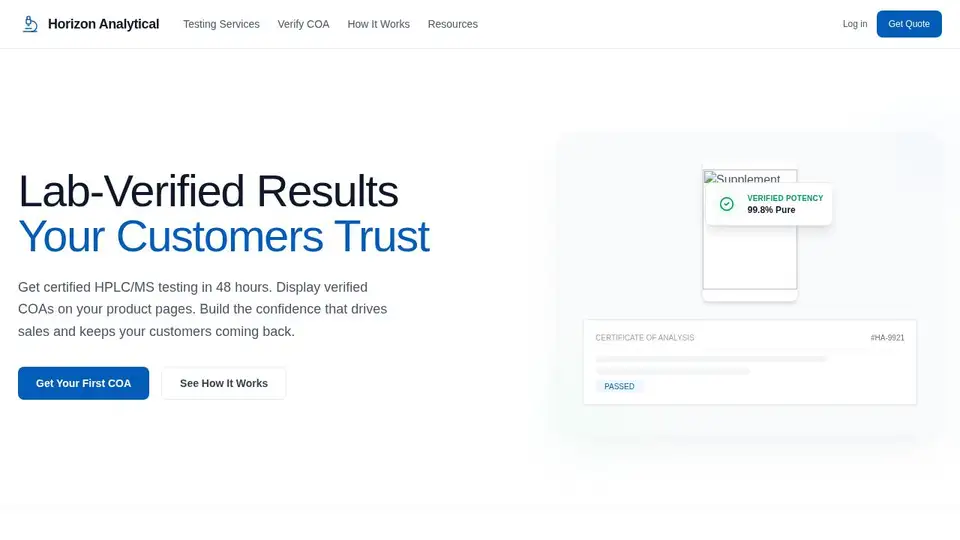 Horizon Analytical
Testing Services
Verify COA
How It Works
Resources
Log in
Get Quote
Lab-Verified Results
Your Customers Trust
Get certified HPLC/MS testing in 48 hours. Display verified
COAs on your product pages. Build the confidence that drives
sales and keeps your customers coming back.
Get Your First COA
See How It Works
Supplement
VERIFIED POTENCY
99.8% Pure
CERTIFICATE OF ANALYSIS
#HA-9921
PASSED